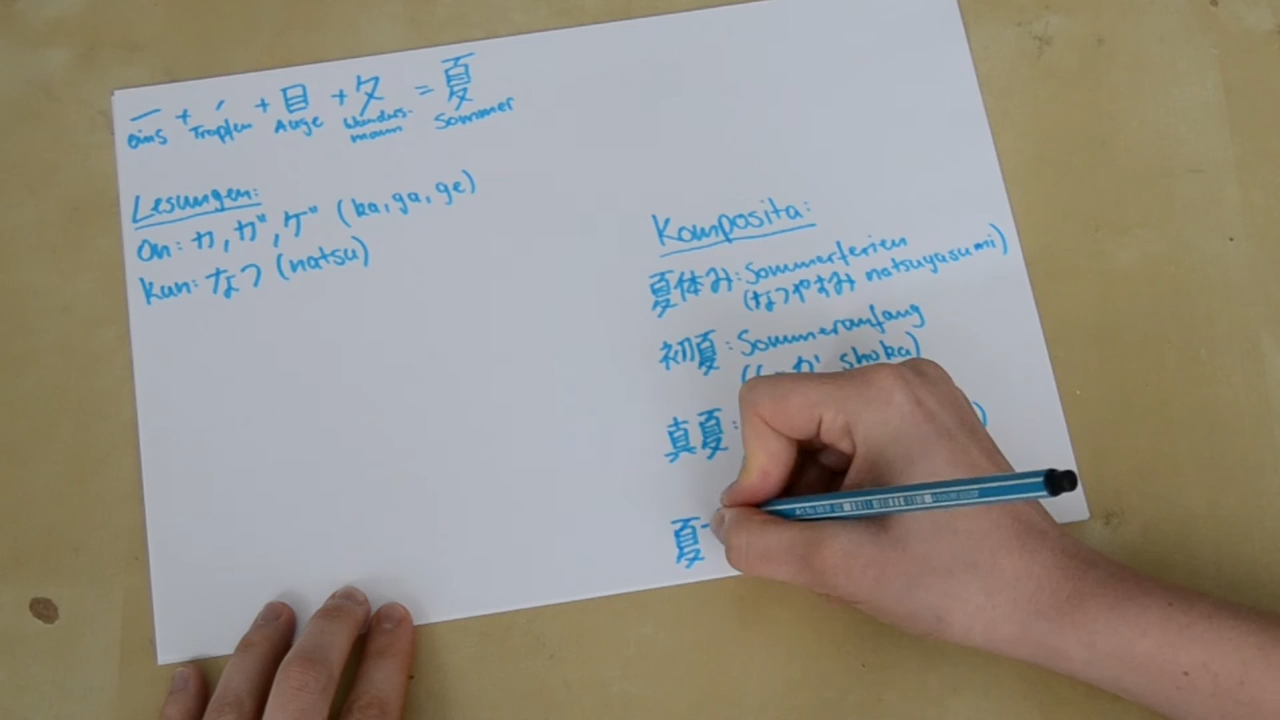 一 + ノ + 目 + 夂 = 夏
eins Tropfen Auge Wanders-mann Sommer
Lesungen:
On: カ, ガ, ゲ (ka, ga, ge)
kun: なつ (natsu)
Komposita:
夏休み: Sommerferien
(なつやすみ natsuyasumi)
初夏: Sommeranfang
shoka)
真夏:
夏